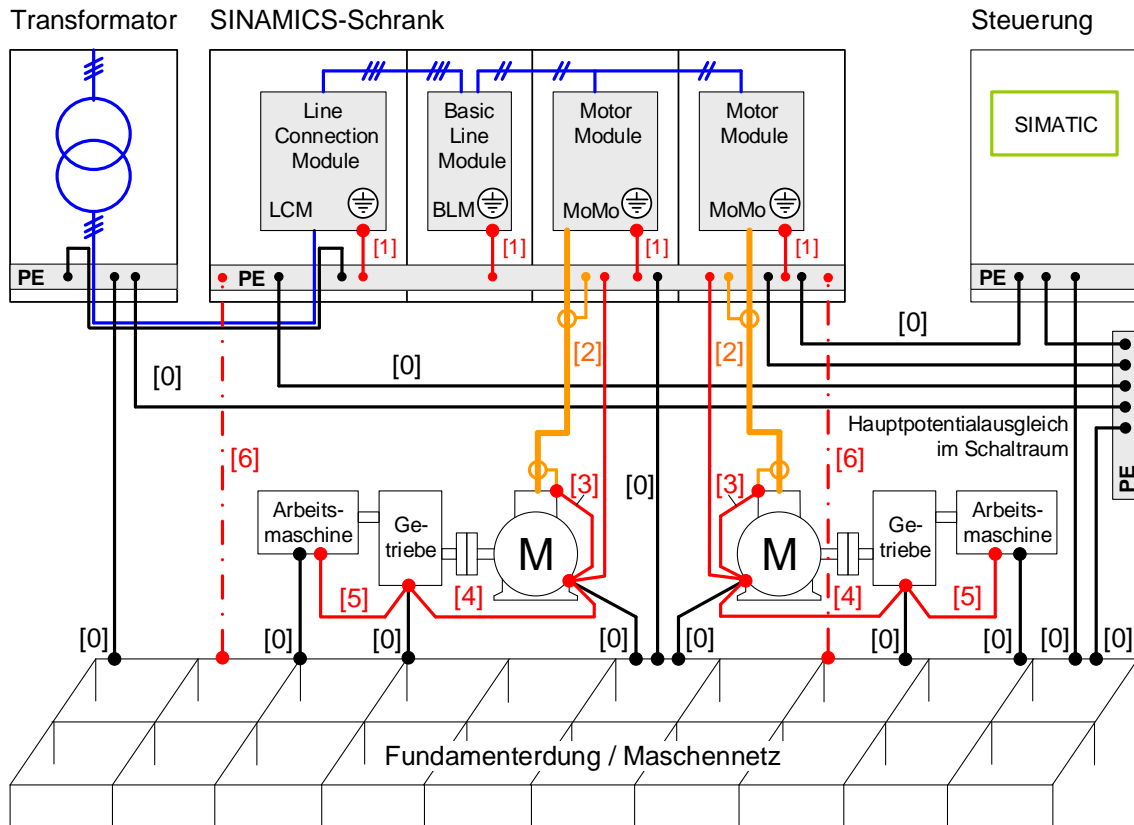 Transformator
SINAMICS-Schrank
Steuerung
Line
Connection
Module
LCM
Basic
Line
Module
BLM
Motor
Module
MoMo
Motor
Module
MoMo
SIMATIC
[1]
[1]
[1]
[1]
PE
PE
PE
[2]
[2]
[0]
[0]
[0]
Hauptpotentialausgleich
im Schaltraum
PE
[6]
[3]
[0]
[3]
[6]
Arbeits-
maschine
Ge-
triebe
M
M
Ge-
triebe
Arbeits-
maschine
[5]
[4]
[4]
[5]
[0]
[0]
[0]
[0]
[0]
[0]
[0]
[0]
Fundamenterdung / Maschennetz